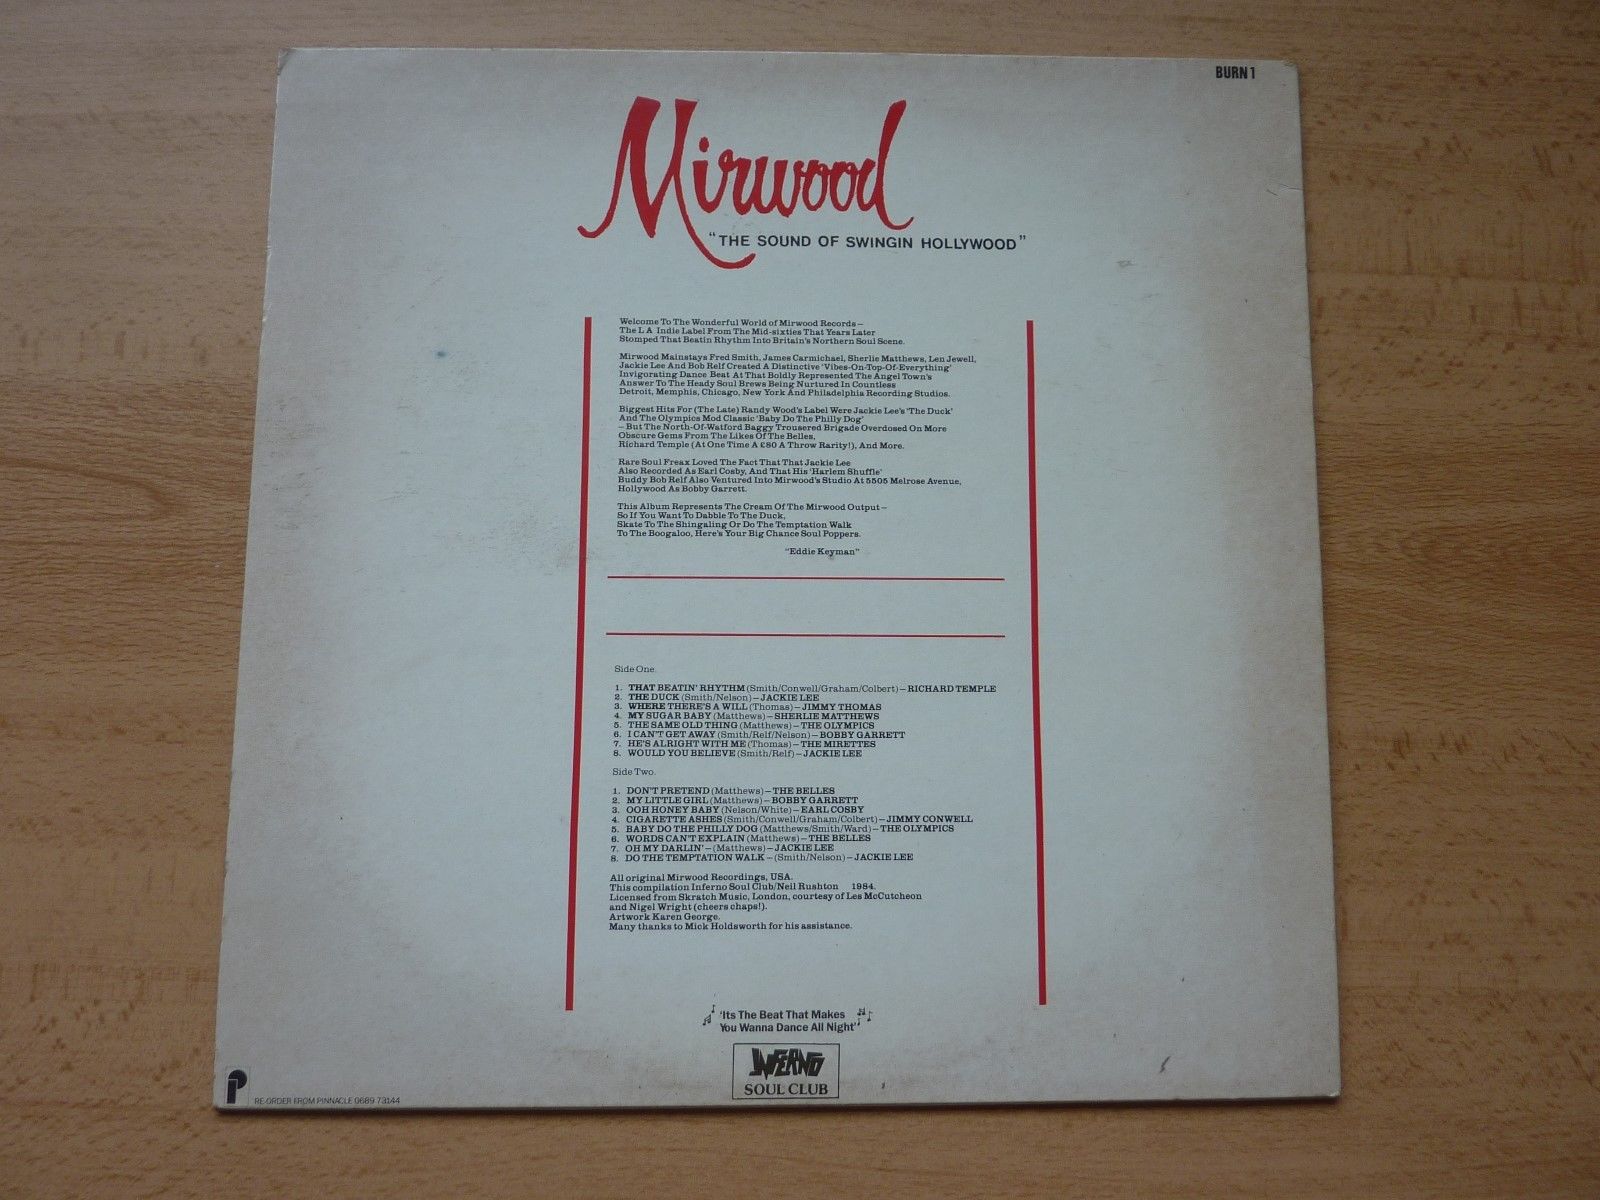 BURN 1
Mirwood
"THE SOUND OF SWINGIN HOLLYWOOD"
Welcome To The Wonderful World of Mirwood Records –
The L A Indie Label From The Mid-sixties That Years Later
Stomped That Beatin Rhythm Into Britain's Northern Soul Scene.
Mirwood Mainstays Fred Smith, James Carmichael, Sherlie Matthews, Len Jewell,
Jackie Lee And Bob Relf Created A Distinctive 'Vibes-On-Top-Of-Everything'
Invigorating Dance Beat At That Boldly Represented The Angel Town's
Answer To The Heady Soul Brews Being Nurtured In Countless
Detroit, Memphis, Chicago, New York And Philadelphia Recording Studios.
Biggest Hits For (The Late) Randy Wood's Label Were Jackie Lee's 'The Duck'
And The Olympics Mod Classic 'Baby Do The Philly Dog'
– But The North-Of-Watford Baggy Trousered Brigade Overdosed On More
Obscure Gems From The Likes Of The Belles,
Richard Temple (At One Time A £80 A Throw Rarity!), And More.
Rare Soul Freax Loved The Fact That That Jackie Lee
Also Recorded As Earl Cosby, And That His 'Harlem Shuffle'
Buddy Bob Relf Also Ventured Into Mirwood's Studio At 5505 Melrose Avenue,
Hollywood As Bobby Garrett.
This Album Represents The Cream Of The Mirwood Output –
So If You Want To Dabble To The Duck,
Skate To The Shingaling Or Do The Temptation Walk
To The Boogaloo, Here's Your Big Chance Soul Poppers.
"Eddie Keyman"
Side One.
1. THAT BEATIN' RHYTHM (Smith/Conwell/Graham/Colbert) – RICHARD TEMPLE
2. THE DUCK (Smith/Nelson) – JACKIE LEE
3. WHERE THERE'S A WILL (Thomas) – JIMMY THOMAS
4. MY SUGAR BABY (Matthews) – SHERLIE MATTHEWS
5. THE SAME OLD THING (Matthews) – THE OLYMPICS
6. I CAN'T GET AWAY (Smith/Relf/Nelson) – BOBBY GARRETT
7. HE'S ALRIGHT WITH ME (Thomas) – THE MIRETTES
8. WOULD YOU BELIEVE (Smith/Relf) – JACKIE LEE
Side Two.
1. DON'T PRETEND (Matthews) – THE BELLES
2. MY LITTLE GIRL (Matthews) – BOBBY GARRETT
3. OOH HONEY BABY (Nelson/White) – EARL COSBY
4. CIGARETTE ASHES (Smith/Conwell/Graham/Colbert) – JIMMY CONWELL
5. BABY DO THE PHILLY DOG (Matthews/Smith/Ward) – THE OLYMPICS
6. WORDS CAN'T EXPLAIN (Matthews) – THE BELLES
7. OH MY DARLIN' – (Matthews) – JACKIE LEE
8. DO THE TEMPTATION WALK – (Smith/Nelson) – JACKIE LEE
All original Mirwood Recordings, USA.
This compilation Inferno Soul Club/Neil Rushton 1984.
Licensed from Skratch Music, London, courtesy of Les McCutcheon
and Nigel Wright (cheers chaps!).
Artwork Karen George.
Many thanks to Mick Holdsworth for his assistance.
'Its The Beat That Makes
You Wanna Dance All Night'
INFERNO
SOUL CLUB
P
RE-ORDER FROM PINNACLE 0689 73144